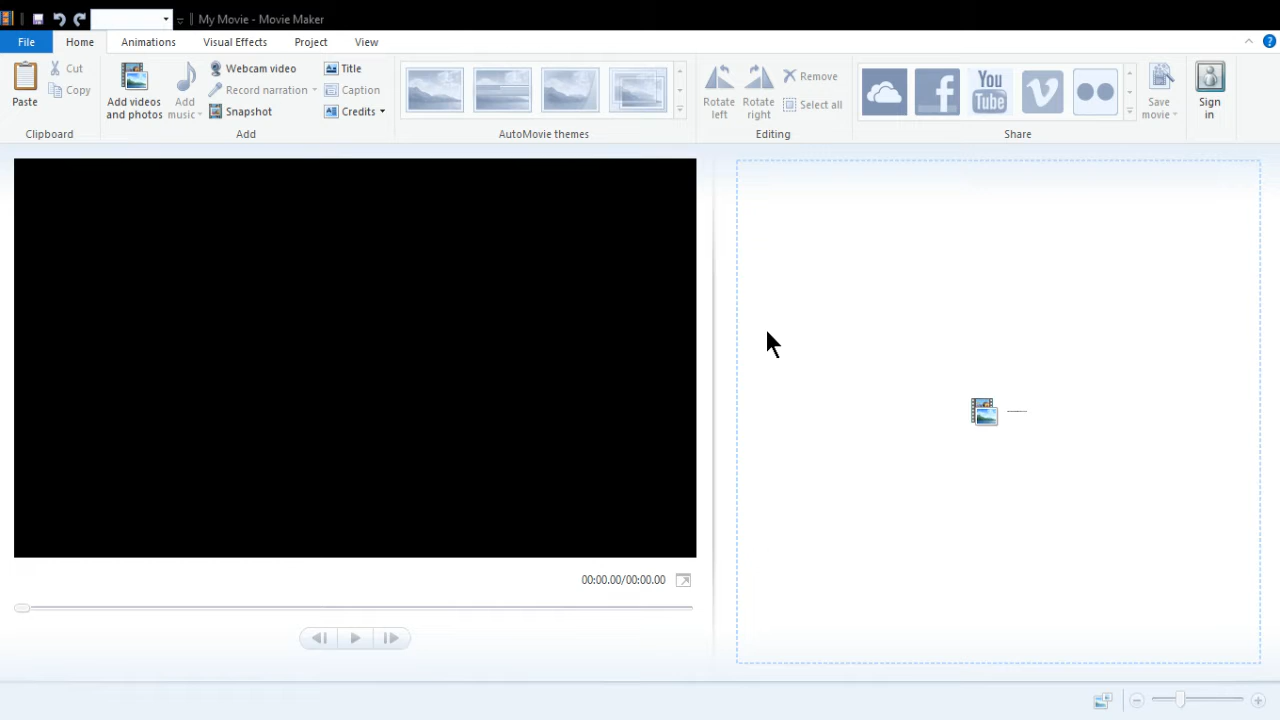 My Movie - Movie Maker
File Home Animations Visual Effects Project View
Paste
Cut
Copy
Clipboard
Add videos
and photos
Add
music
Webcam video
Record narration
Snapshot
Title
Caption
Credits
Add
AutoMovie themes
Rotate
left
Rotate
right
Remove
Select all
Editing
You
Tube
Share
Save
movie
Sign
in
00:00.00/00:00.00